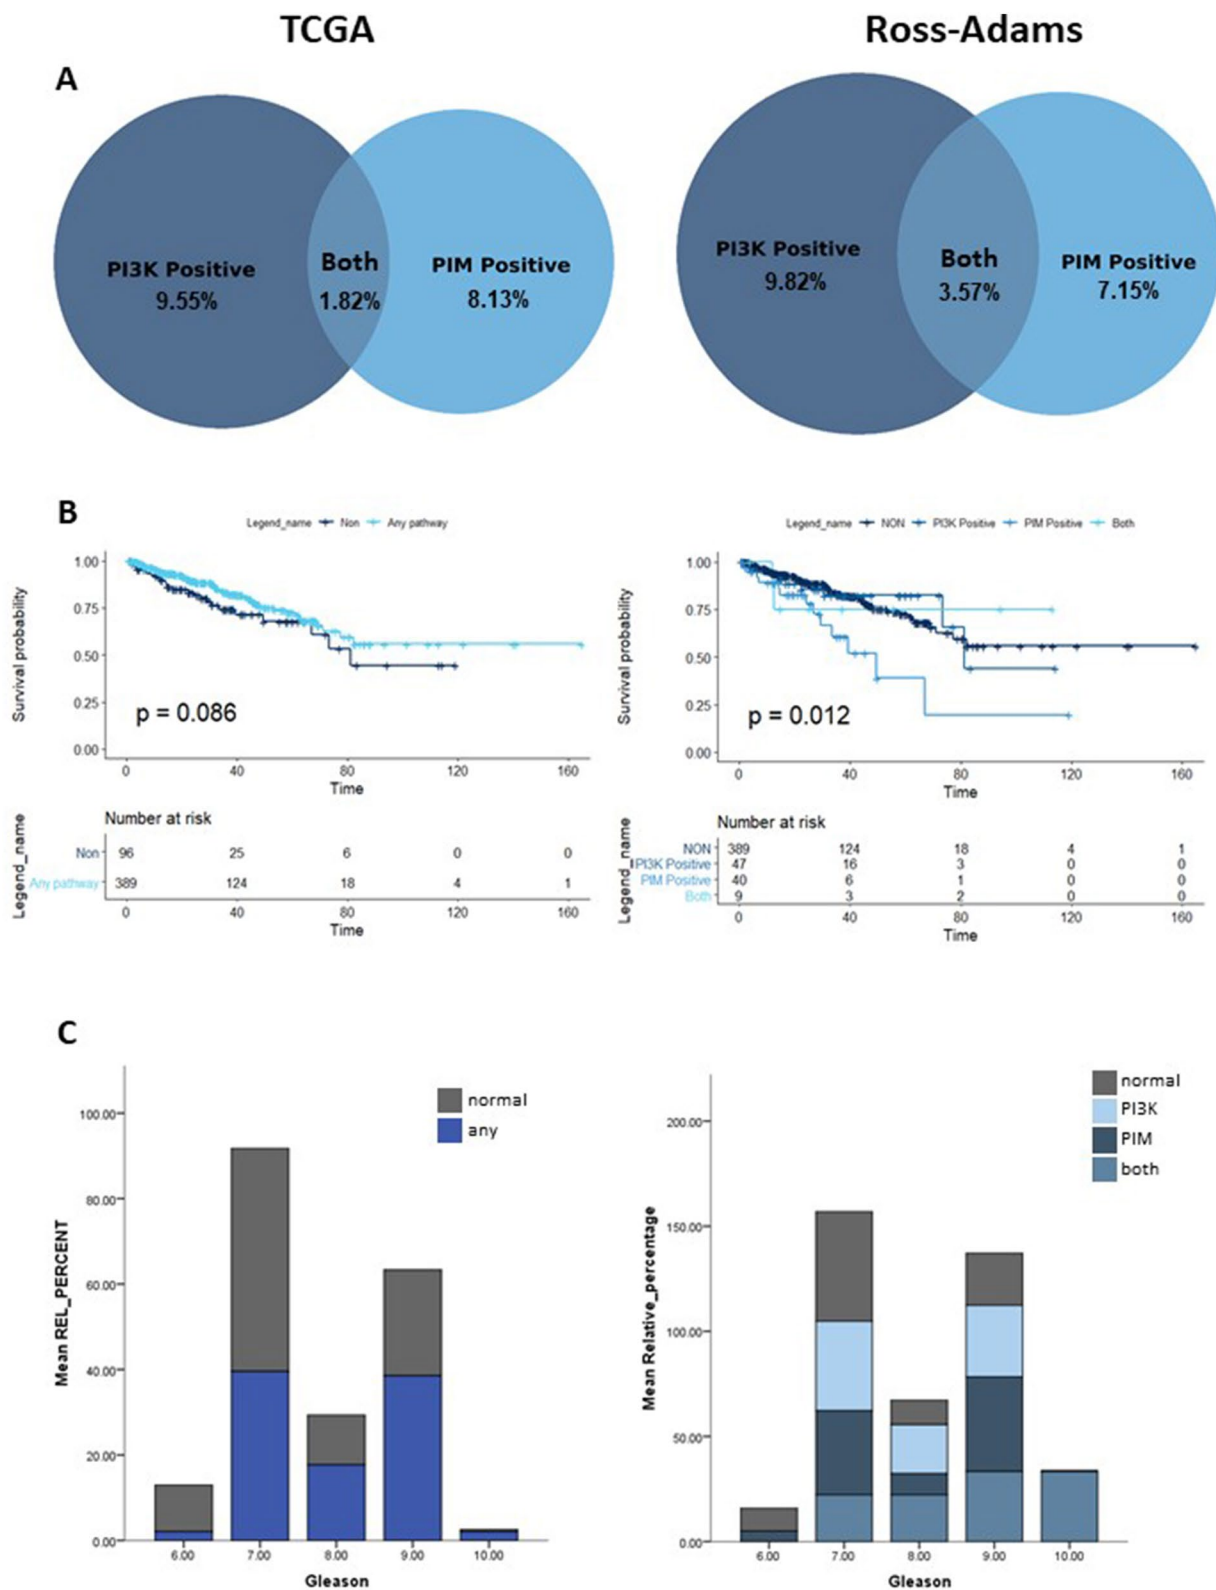 TCGA
Ross-Adams
A
PI3K Positive
9.55%
Both
1.82%
PIM Positive
8.13%
PI3K Positive
9.82%
Both
3.57%
PIM Positive
7.15%
B
Legend_name Non Any pathway
Survival probability
1.00
0.75
0.50
0.25
0.00
p = 0.086
0 40 80 120 160
Time
Number at risk
Legend_name
Non 96 25 6 0 0
Any pathway 389 124 18 4 1
0 40 80 120 160
Time
Legend_name NON PI3K Positive PIM Positive Both
Survival probability
1.00
0.75
0.50
0.25
0.00
p = 0.012
0 40 80 120 160
Time
Number at risk
Legend_name
NON 389 124 18 4 1
PI3K Positive 47 16 3 0 0
PIM Positive 40 6 1 0 0
Both 9 3 2 0 0
0 40 80 120 160
Time
C
normal
any
Mean REL_PERCENT
100.00
80.00
60.00
40.00
20.00
0.00
6.00 7.00 8.00 9.00 10.00
Gleason
normal
PI3K
PIM
both
Mean Relative_percentage
200.00
150.00
100.00
50.00
0.00
6.00 7.00 8.00 9.00 10.00
Gleason